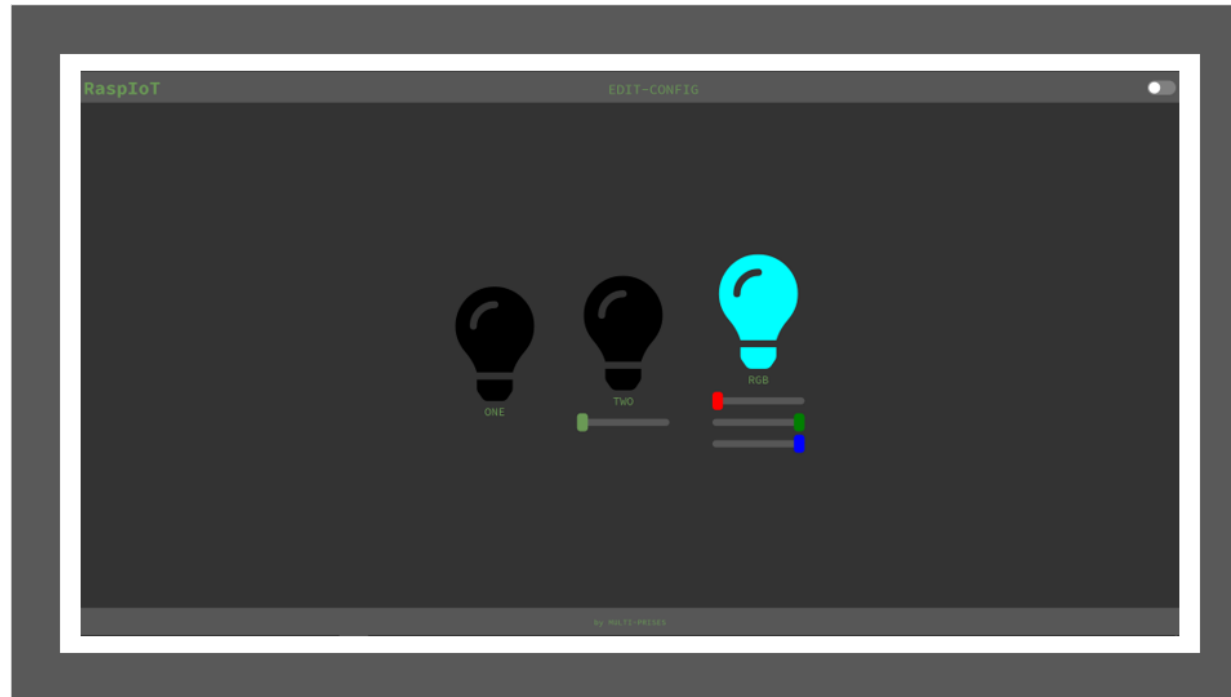 RaspIoT
EDIT-CONFIG
ONE
TWO
RGB
by MULTI-PRISES